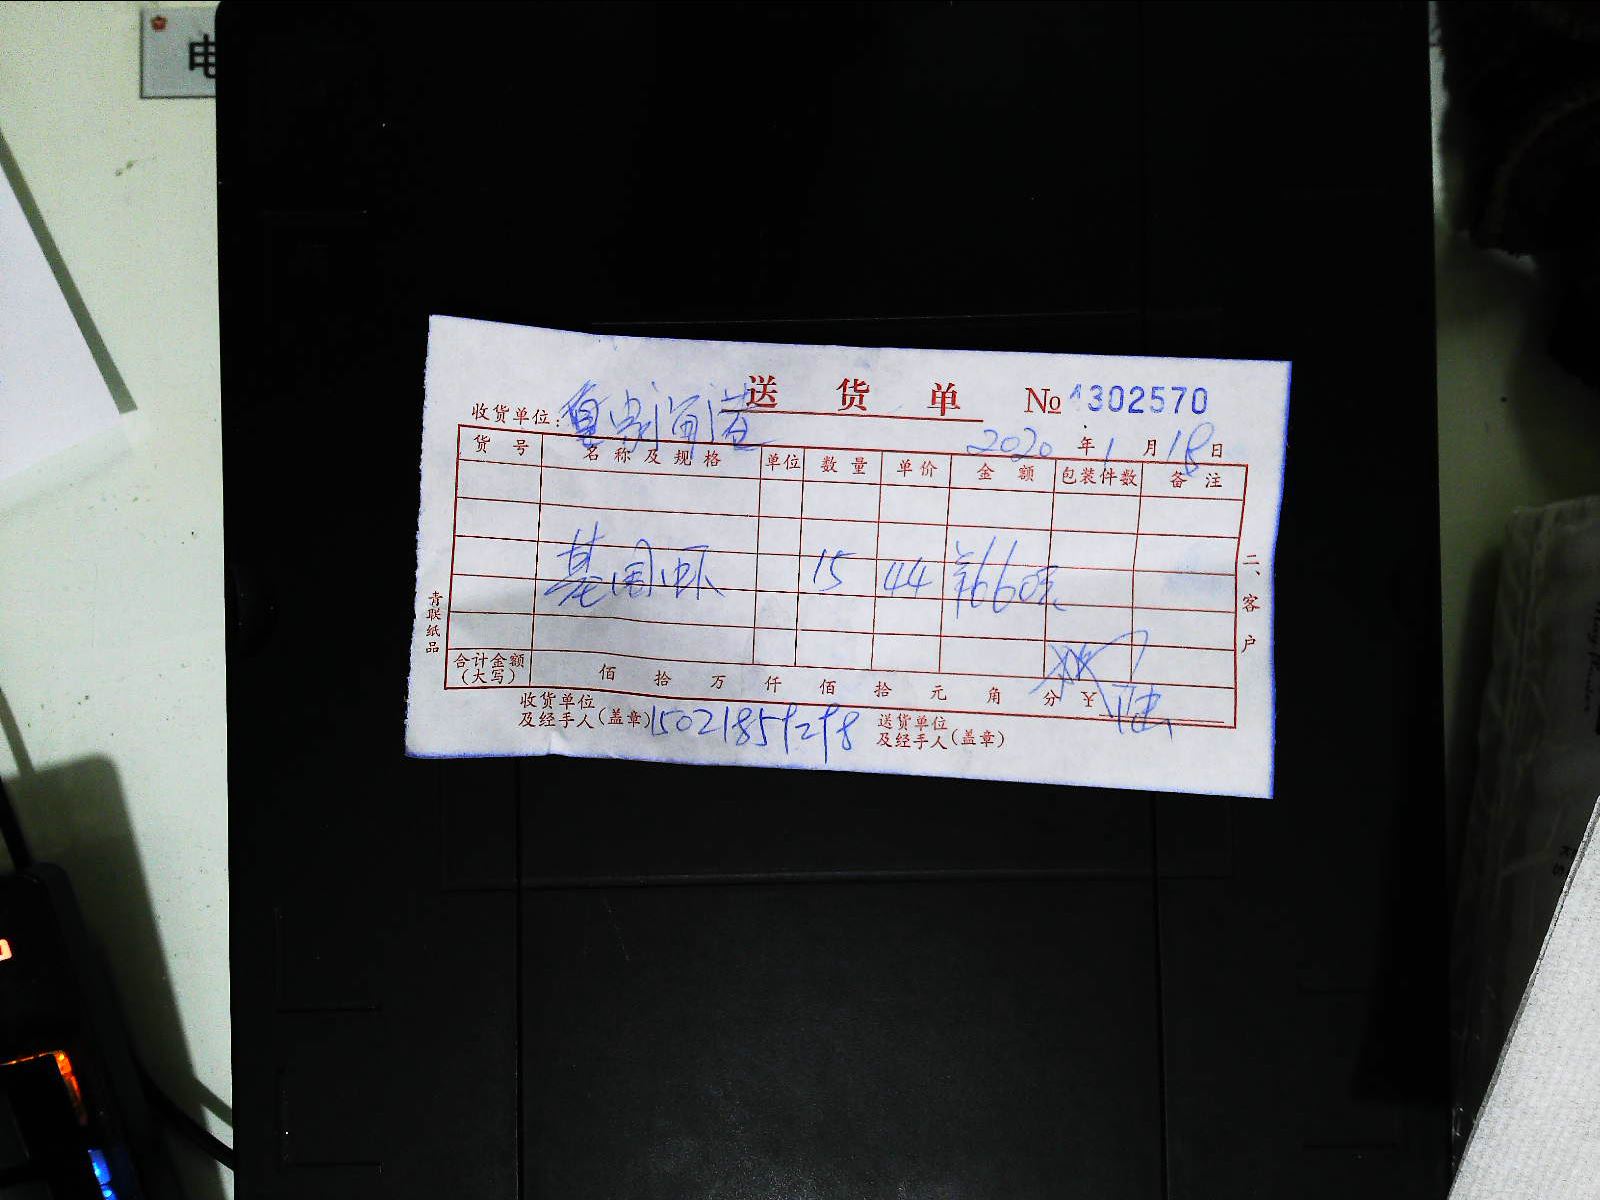 电
送 货 单 № 1302570
收货单位:
2020 年 1 月 18 日
货 号 名 称 及 规 格 单位 数 量 单 价 金 额 包装件数 备 注
基围虾 15 44 ¥660元
合计金额(大写) 佰 拾 万 仟 佰 拾 元 角 分 ¥
收货单位及经手人(盖章) 15021859298 送货单位及经手人(盖章)
青联纸品
二、客户